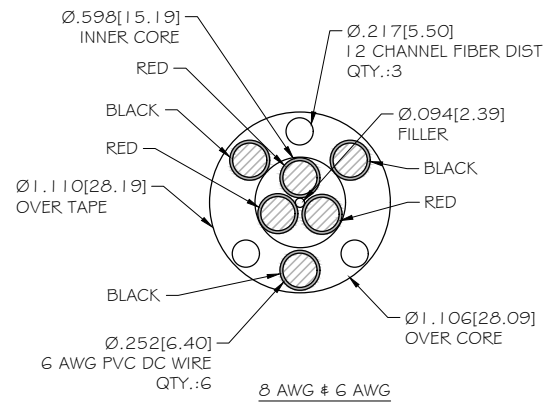 Ø.598[15.19]
INNER CORE
Ø.217[5.50]
12 CHANNEL FIBER DIST
QTY.:3
RED
BLACK
Ø.094[2.39]
FILLER
RED
BLACK
Ø1.110[28.19]
OVER TAPE
RED
BLACK
Ø.252[6.40]
6 AWG PVC DC WIRE
QTY.:6
Ø1.106[28.09]
OVER CORE
8 AWG & 6 AWG